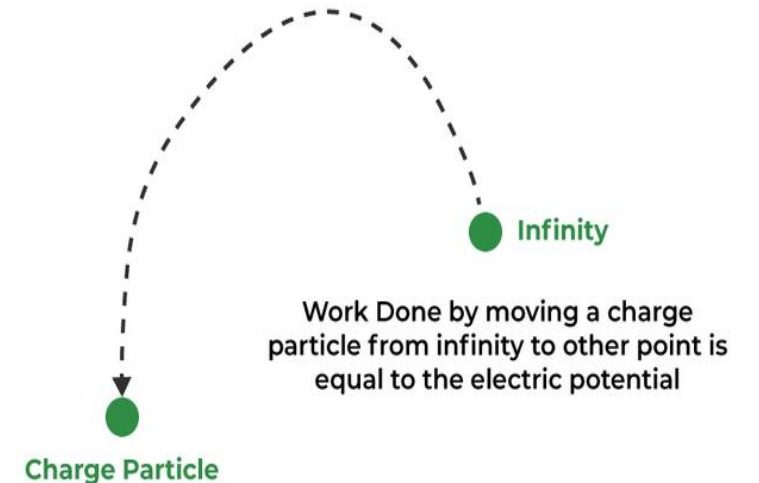 Infinity
Work Done by moving a charge
particle from infinity to other point is
equal to the electric potential
Charge Particle